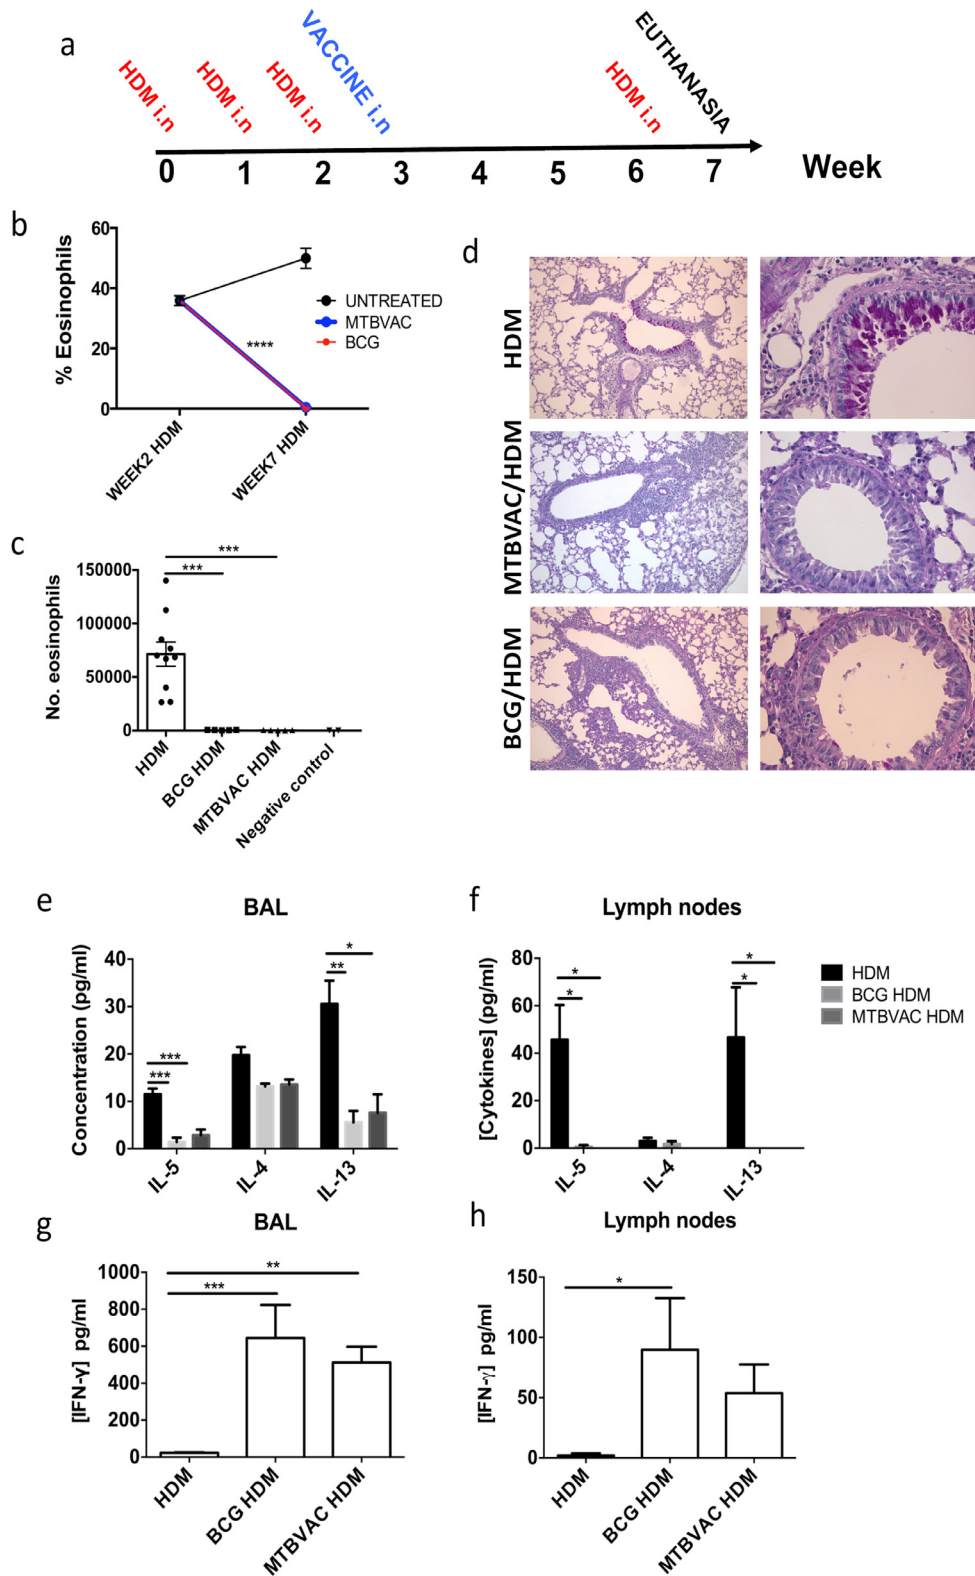 a
HDM i.n
HDM i.n
HDM i.n
VACCINE i.n
HDM i.n
EUTHANASIA
0 1 2 3 4 5 6 7 Week
b
% Eosinophils
60
40
20
0
UNTREATED
MTBVAC
BCG
****
WEEK2 HDM
WEEK7 HDM
c
No. eosinophils
150000
100000
50000
0
***
***
HDM
BCG HDM
MTBVAC HDM
Negative control
d
HDM
MTBVAC/HDM
BCG/HDM
e
BAL
Concentration (pg/ml)
40
30
20
10
0
***
***
*
**
IL-5
IL-4
IL-13
f
Lymph nodes
[Cytokines] (pg/ml)
80
60
40
20
0
*
*
*
*
IL-5
IL-4
IL-13
HDM
BCG HDM
MTBVAC HDM
g
BAL
[IFN-γ] pg/ml
1000
800
600
400
200
0
**
***
HDM
BCG HDM
MTBVAC HDM
h
Lymph nodes
[IFN-γ] pg/ml
150
100
50
0
*
HDM
BCG HDM
MTBVAC HDM